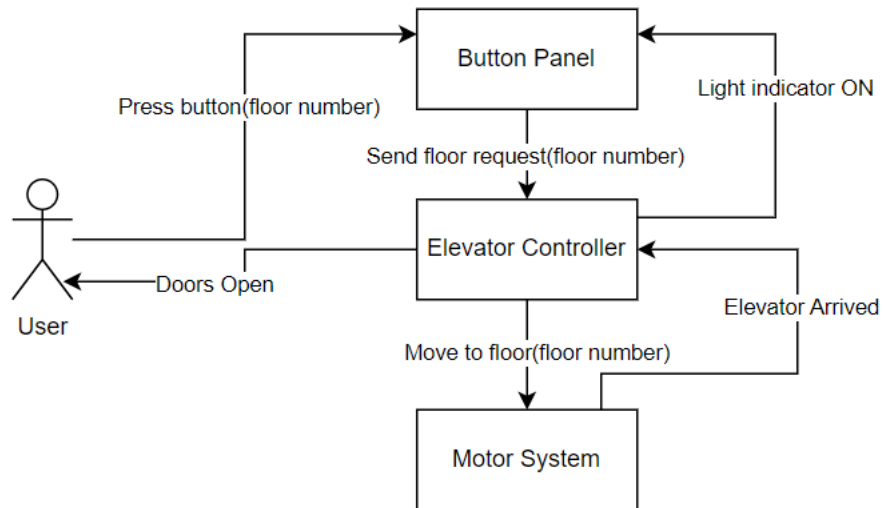 Button Panel
Light indicator ON
Press button(floor number)
Send floor request(floor number)
Elevator Controller
Doors Open
Elevator Arrived
User
Move to floor(floor number)
Motor System